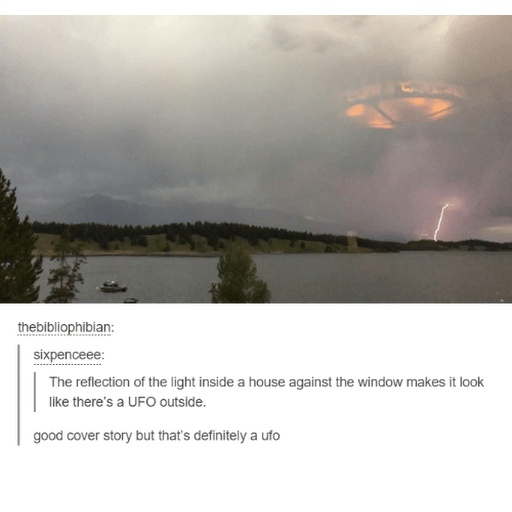 thebibliophibian:
sixpenceee:
The reflection of the light inside a house against the window makes it look
like there's a UFO outside.
good cover story but that's definitely a ufo